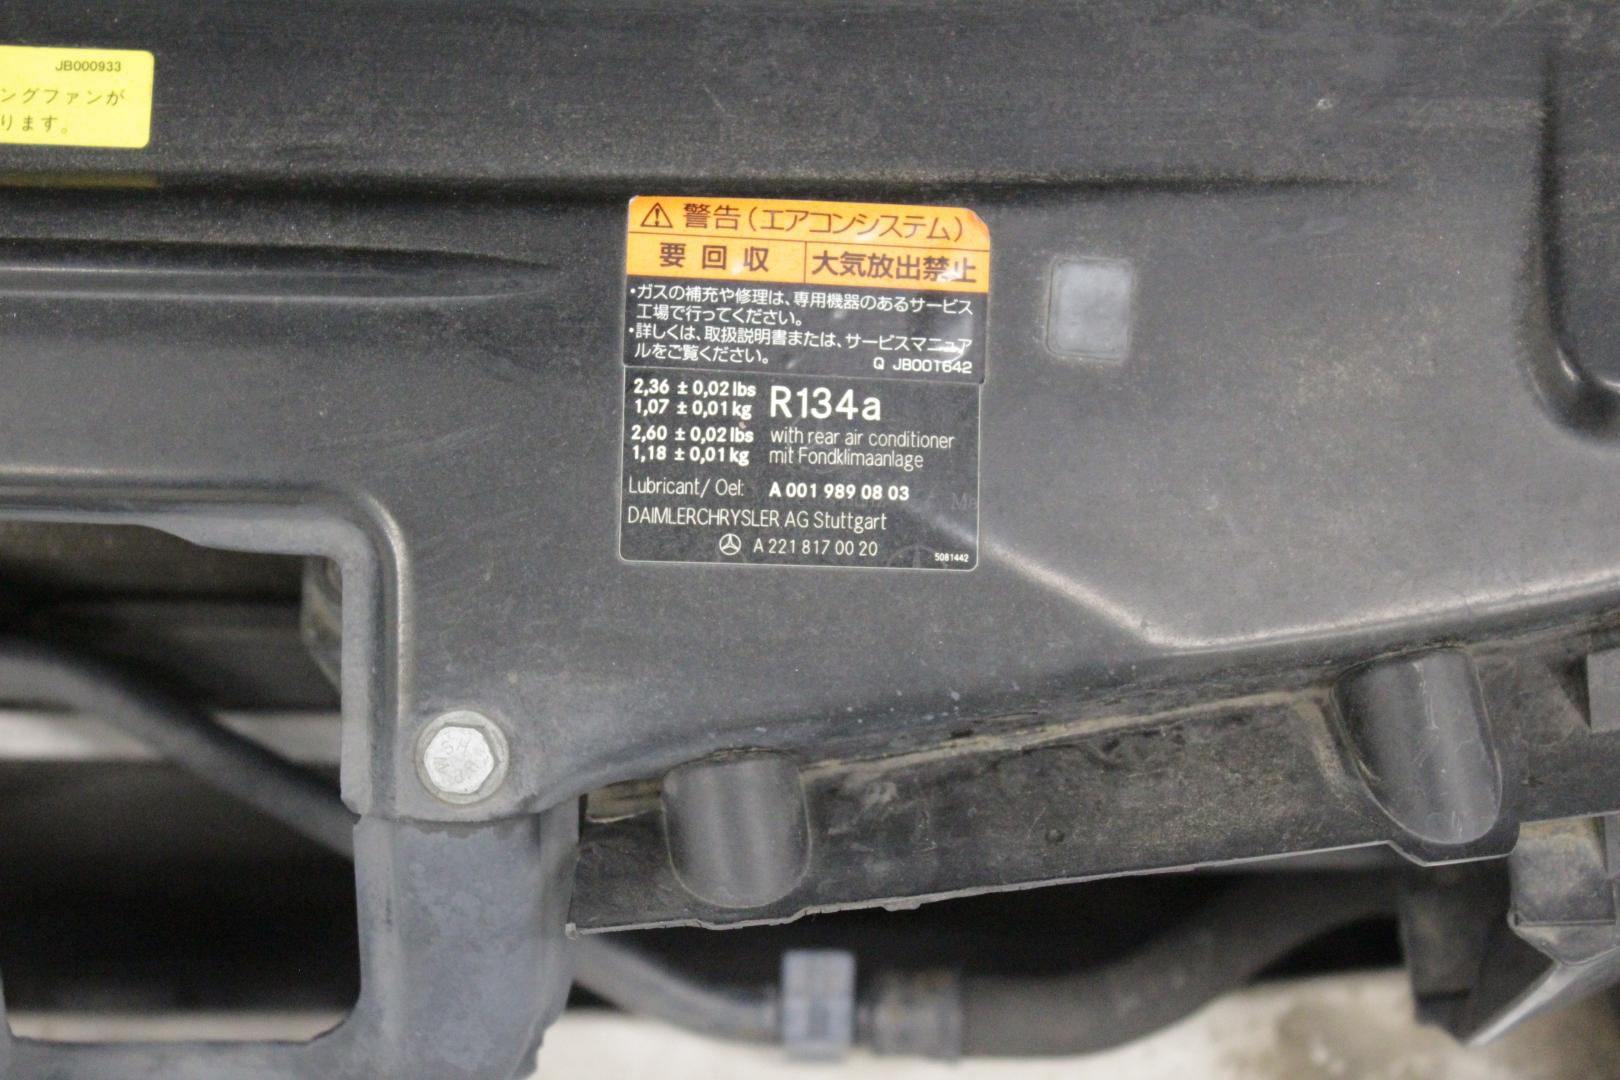 JB000933
ングファンが
ります。
警告(エアコンシステム)
要回収 大気放出禁止
・ガスの補充や修理は、専用機器のあるサービス
工場で行ってください。
・詳しくは、取扱説明書または、サービスマニュア
ルをご覧ください。
Q JB001642
2,36 ± 0,02 lbs
1,07 ± 0,01 kg
R134a
2,60 ± 0,02 lbs
1,18 ± 0,01 kg
with rear air conditioner
mit Fondklimaanlage
Lubricant/ Oel: A 001 989 08 03
DAIMLERCHRYSLER AG Stuttgart
A 221 817 00 20
5081442